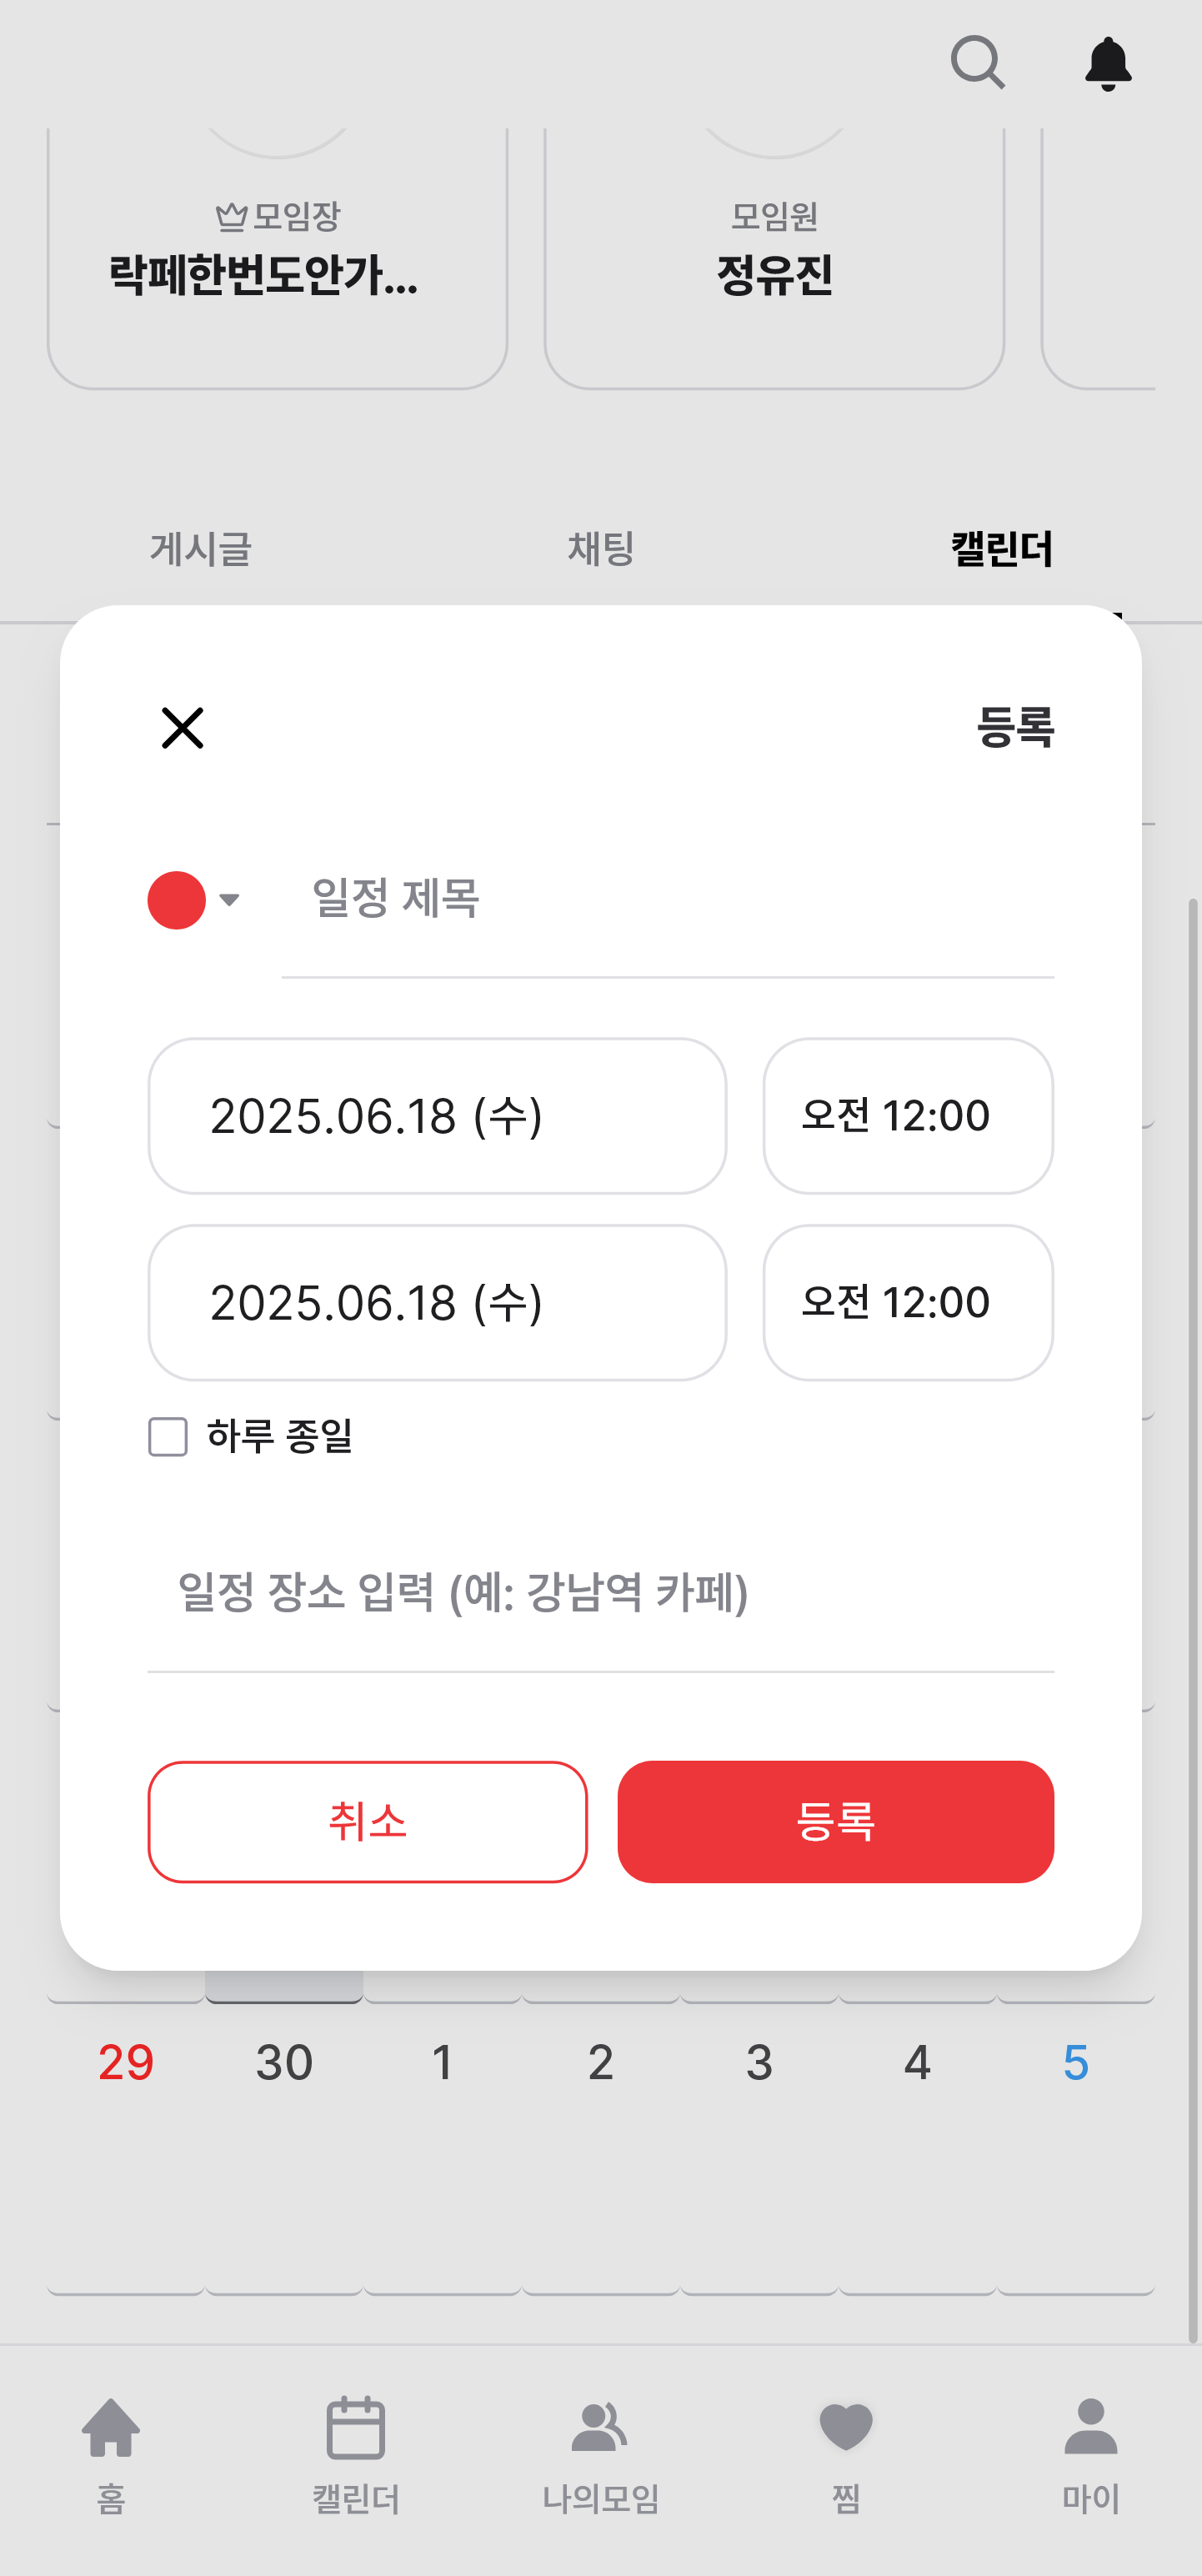 모임장
모임원
락페한번도안가...
정유진
게시글
채팅
캘린더
등록
일정 제목
2025.06.18 (수)
오전 12:00
2025.06.18 (수)
오전 12:00
하루 종일
일정 장소 입력 (예: 강남역 카페)
취소
등록
29 30 1 2 3 4 5
홈
캘린더
나의모임
찜
마이